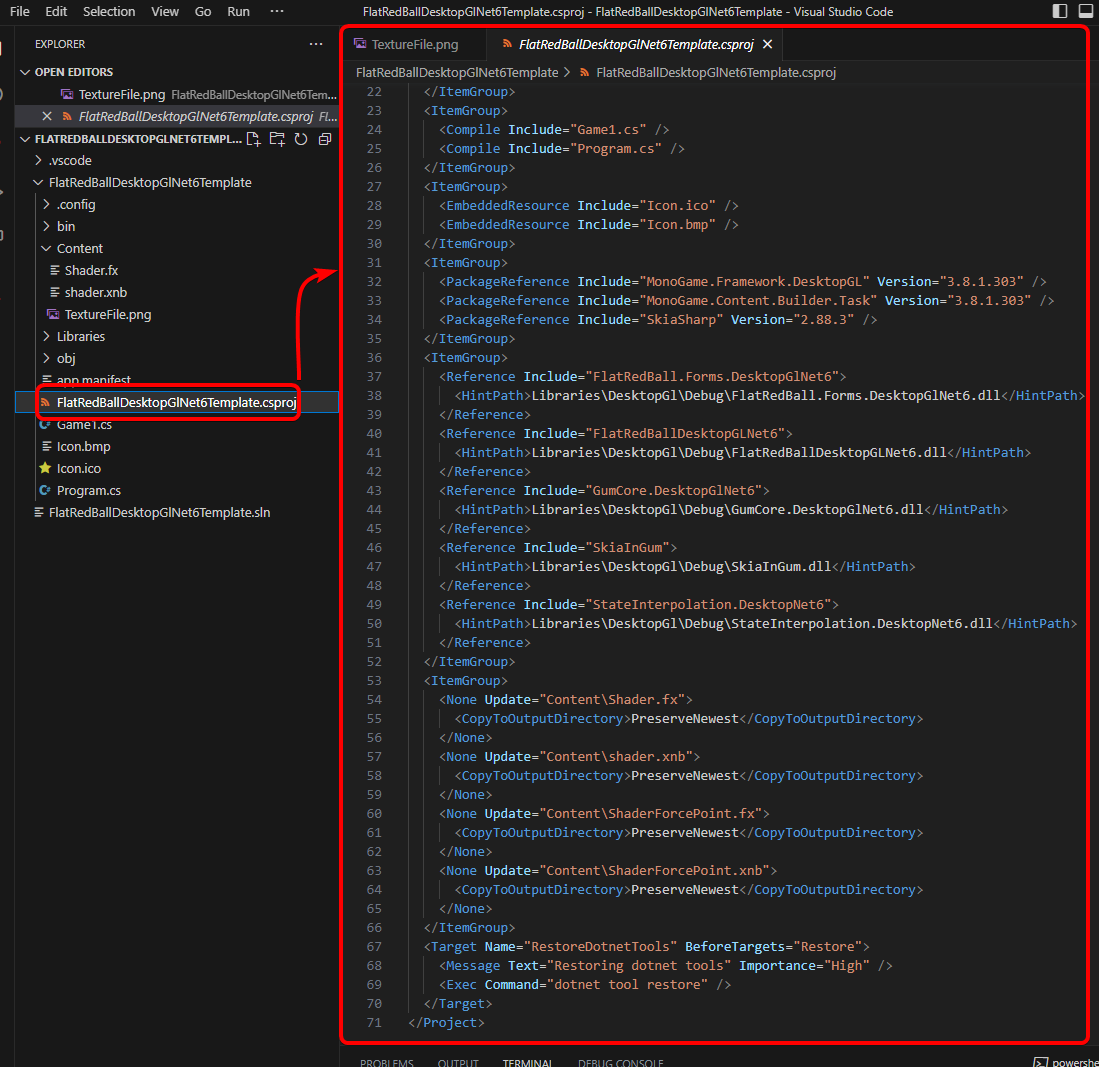 File Edit Selection View Go Run ···
FlatRedBallDesktopGlNet6Template.csproj - FlatRedBallDesktopGlNet6Template - Visual Studio Code
EXPLORER
OPEN EDITORS
TextureFile.png FlatRedBallDesktopGlNet6Tem...
FlatRedBallDesktopGlNet6Template.csproj Fl...
FLATREDBALLDESKTOPGLNET6TEMPL...
.vscode
FlatRedBallDesktopGlNet6Template
.config
bin
Content
Shader.fx
shader.xnb
TextureFile.png
Libraries
obj
app.manifest
FlatRedBallDesktopGlNet6Template.csproj
Game1.cs
Icon.bmp
Icon.ico
Program.cs
FlatRedBallDesktopGlNet6Template.sln
TextureFile.png
FlatRedBallDesktopGlNet6Template.csproj
FlatRedBallDesktopGlNet6Template > FlatRedBallDesktopGlNet6Template.csproj
22 </ItemGroup>
23 <ItemGroup>
24 <Compile Include="Game1.cs" />
25 <Compile Include="Program.cs" />
26 </ItemGroup>
27 <ItemGroup>
28 <EmbeddedResource Include="Icon.ico" />
29 <EmbeddedResource Include="Icon.bmp" />
30 </ItemGroup>
31 <ItemGroup>
32 <PackageReference Include="MonoGame.Framework.DesktopGL" Version="3.8.1.303" />
33 <PackageReference Include="MonoGame.Content.Builder.Task" Version="3.8.1.303" />
34 <PackageReference Include="SkiaSharp" Version="2.88.3" />
35 </ItemGroup>
36 <ItemGroup>
37 <Reference Include="FlatRedBall.Forms.DesktopGlNet6">
38 <HintPath>Libraries\DesktopGl\Debug\FlatRedBall.Forms.DesktopGlNet6.dll</HintPath>
39 </Reference>
40 <Reference Include="FlatRedBallDesktopGLNet6">
41 <HintPath>Libraries\DesktopGl\Debug\FlatRedBallDesktopGLNet6.dll</HintPath>
42 </Reference>
43 <Reference Include="GumCore.DesktopGlNet6">
44 <HintPath>Libraries\DesktopGl\Debug\GumCore.DesktopGlNet6.dll</HintPath>
45 </Reference>
46 <Reference Include="SkiaInGum">
47 <HintPath>Libraries\DesktopGl\Debug\SkiaInGum.dll</HintPath>
48 </Reference>
49 <Reference Include="StateInterpolation.DesktopNet6">
50 <HintPath>Libraries\DesktopGl\Debug\StateInterpolation.DesktopNet6.dll</HintPath>
51 </Reference>
52 </ItemGroup>
53 <ItemGroup>
54 <None Update="Content\Shader.fx">
55 <CopyToOutputDirectory>PreserveNewest</CopyToOutputDirectory>
56 </None>
57 <None Update="Content\shader.xnb">
58 <CopyToOutputDirectory>PreserveNewest</CopyToOutputDirectory>
59 </None>
60 <None Update="Content\ShaderForcePoint.fx">
61 <CopyToOutputDirectory>PreserveNewest</CopyToOutputDirectory>
62 </None>
63 <None Update="Content\ShaderForcePoint.xnb">
64 <CopyToOutputDirectory>PreserveNewest</CopyToOutputDirectory>
65 </None>
66 </ItemGroup>
67 <Target Name="RestoreDotnetTools" BeforeTargets="Restore">
68 <Message Text="Restoring dotnet tools" Importance="High" />
69 <Exec Command="dotnet tool restore" />
70 </Target>
71 </Project>
PROBLEMS OUTPUT TERMINAL DEBUG CONSOLE powershe